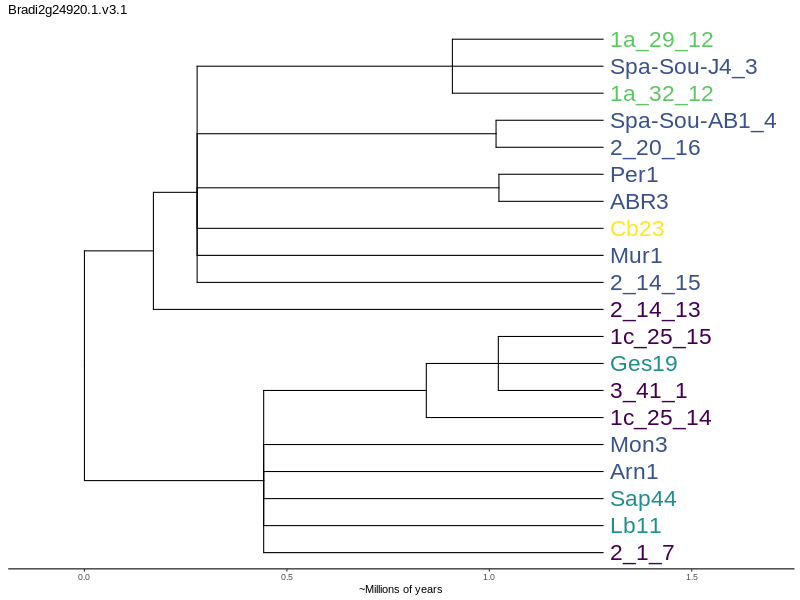 Bradi2g24920.1.v3.1
1a_29_12
Spa-Sou-J4_3
1a_32_12
Spa-Sou-AB1_4
2_20_16
Per1
ABR3
Cb23
Mur1
2_14_15
2_14_13
1c_25_15
Ges19
3_41_1
1c_25_14
Mon3
Arn1
Sap44
Lb11
2_1_7
0.0 0.5 1.0 1.5
~Millions of years